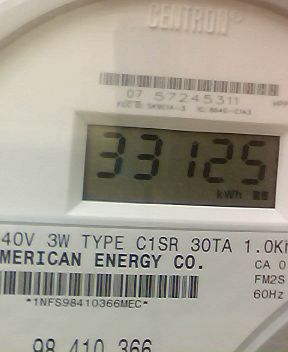 CENTRON®
07 57245311
33125
kWh
40V 3W TYPE C1SR 30TA 1.0Kh
MERICAN ENERGY CO.
CA 0
FM2S
60Hz
*1NFS98410366MEC*
98 410 366